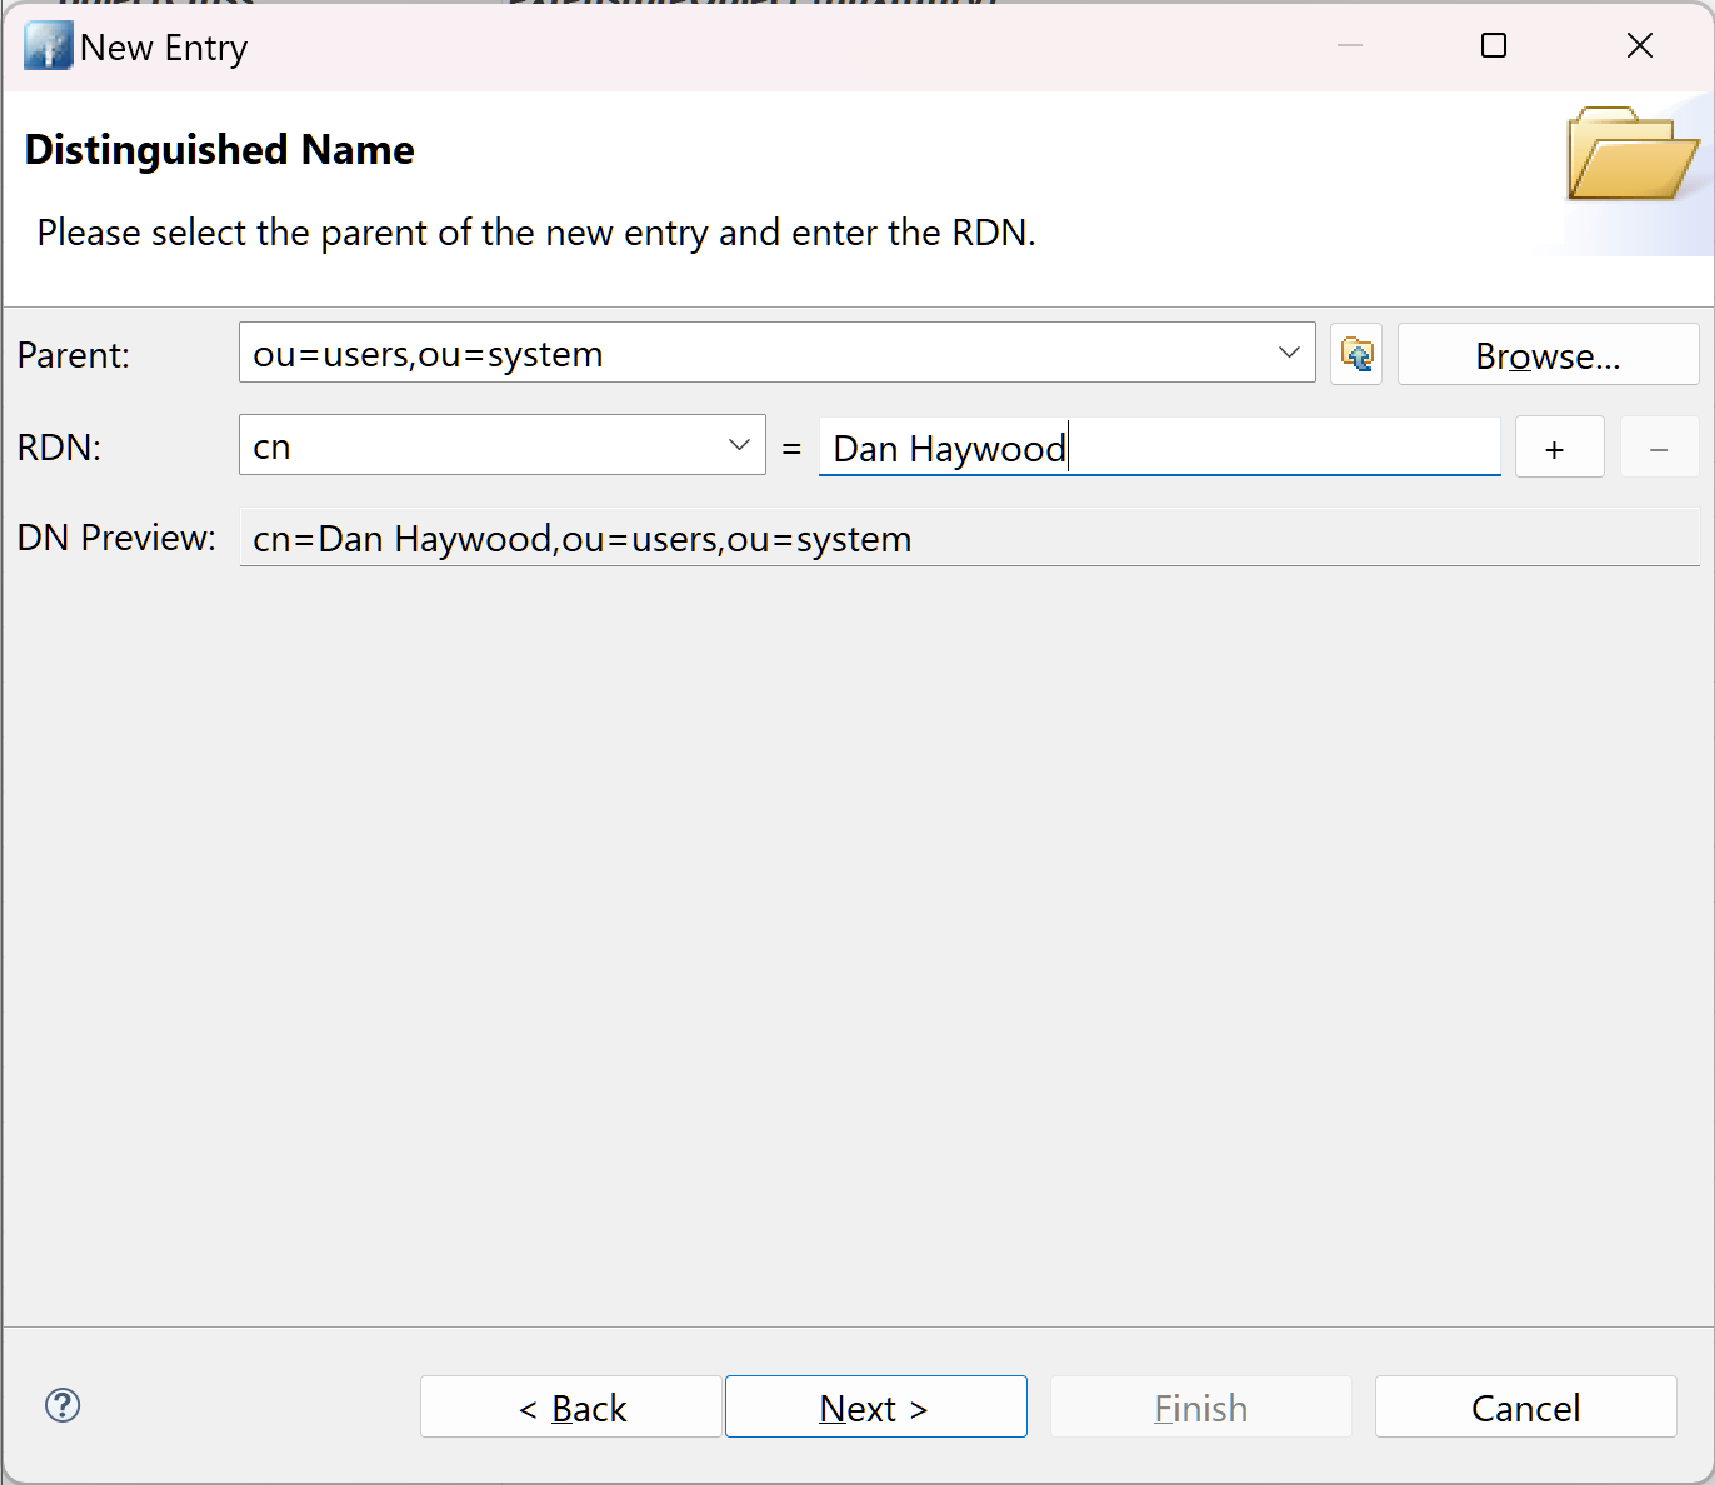 New Entry
Distinguished Name
Please select the parent of the new entry and enter the RDN.
Parent: ou=users,ou=system Browse...
RDN: cn = Dan Haywood + −
DN Preview: cn=Dan Haywood,ou=users,ou=system
? < Back Next > Finish Cancel